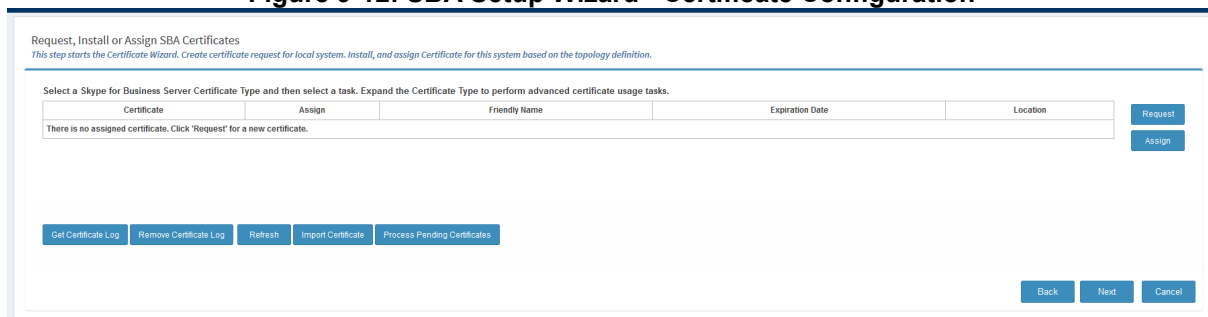 Request, Install or Assign SBA Certificates
This step starts the Certificate Wizard. Create certificate request for local system. Install, and assign Certificate for this system based on the topology definition.
Select a Skype for Business Server Certificate Type and then select a task. Expand the Certificate Type to perform advanced certificate usage tasks.
Certificate Assign Friendly Name Expiration Date Location
There is no assigned certificate. Click 'Request' for a new certificate.
Request
Assign
Get Certificate Log Remove Certificate Log Refresh Import Certificate Process Pending Certificates
Back Next Cancel